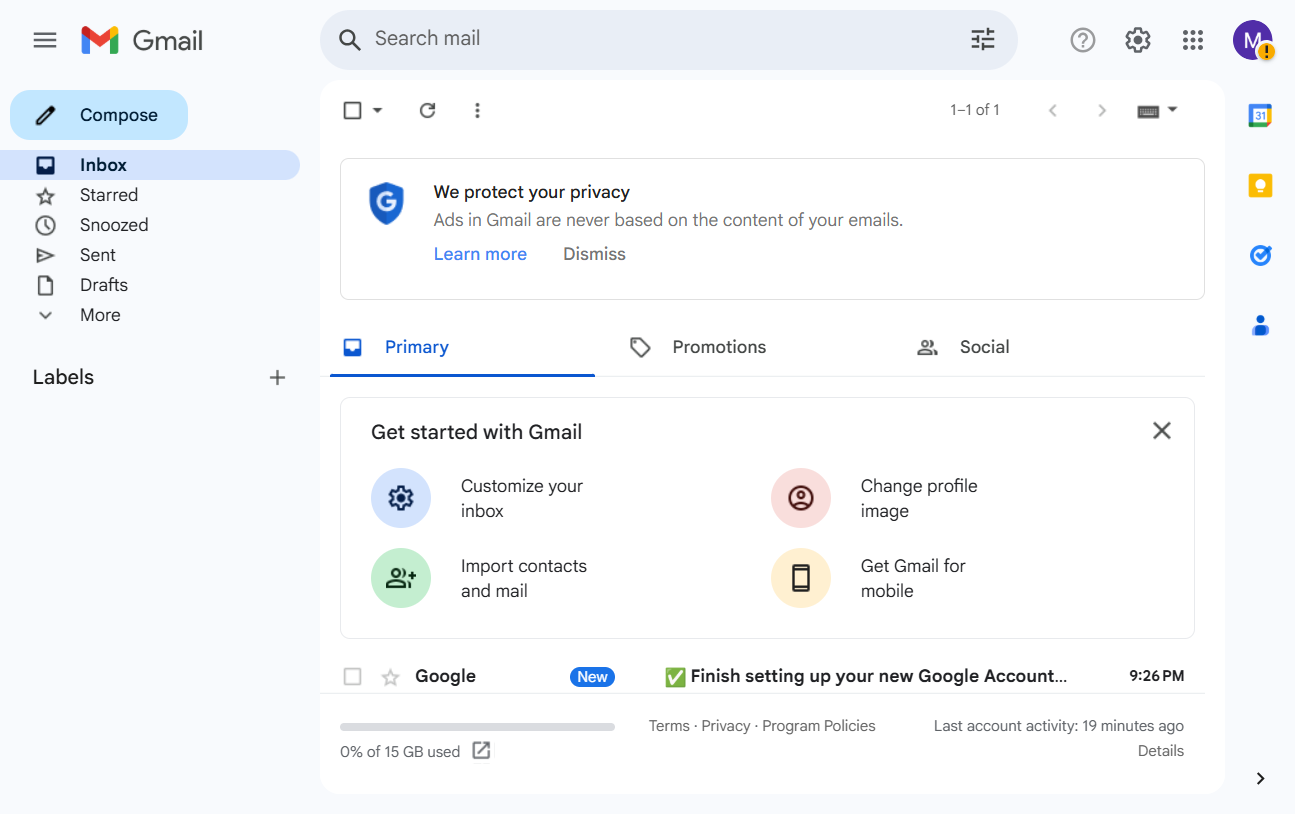 Gmail
Search mail
M
Compose
1–1 of 1
31
Inbox
Starred
Snoozed
Sent
Drafts
More
Labels
We protect your privacy
Ads in Gmail are never based on the content of your emails.
Learn more Dismiss
Primary Promotions Social
Get started with Gmail
Customize your
inbox
Change profile
image
Import contacts
and mail
Get Gmail for
mobile
Google New ✅ Finish setting up your new Google Account... 9:26 PM
0% of 15 GB used
Terms · Privacy · Program Policies
Last account activity: 19 minutes ago
Details